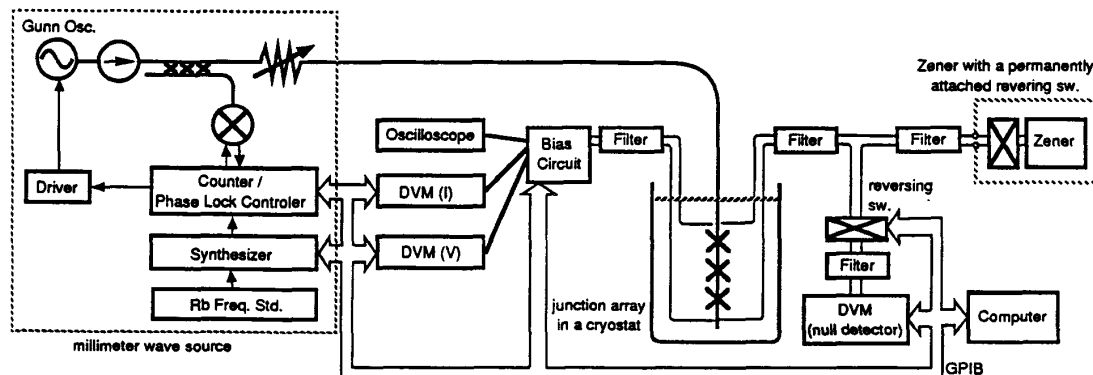 Gunn Osc.
Driver
Counter /
Phase Lock Controler
Synthesizer
Rb Freq. Std.
millimeter wave source
Oscilloscope
DVM (I)
DVM (V)
Bias
Circuit
Filter
junction array
in a cryostat
Filter
Filter
Zener with a permanently
attached revering sw.
Zener
reversing
sw.
Filter
DVM
(null detector)
Computer
GPIB